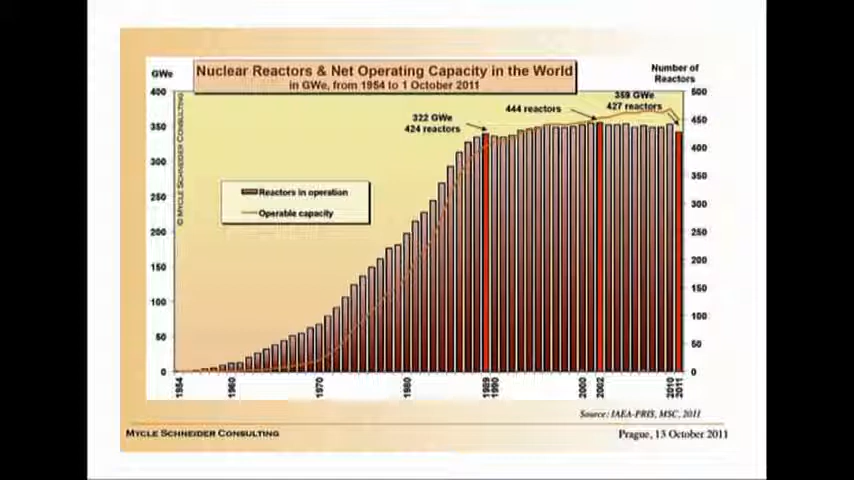 Nuclear Reactors & Net Operating Capacity in the World
in GWe, from 1954 to 1 October 2011
GWe
Number of
Reactors
400
350
300
250
200
150
100
50
0
© MYCLE SCHNEIDER CONSULTING
322 GWe
424 reactors
444 reactors
359 GWe
427 reactors
Reactors in operation
Operable capacity
500
450
400
350
300
250
200
150
100
50
0
1954
1960
1970
1980
1989
1990
2000
2002
2010
2011
Source: IAEA-PRIS, MSC, 2011
MYCLE SCHNEIDER CONSULTING
Prague, 13 October 2011